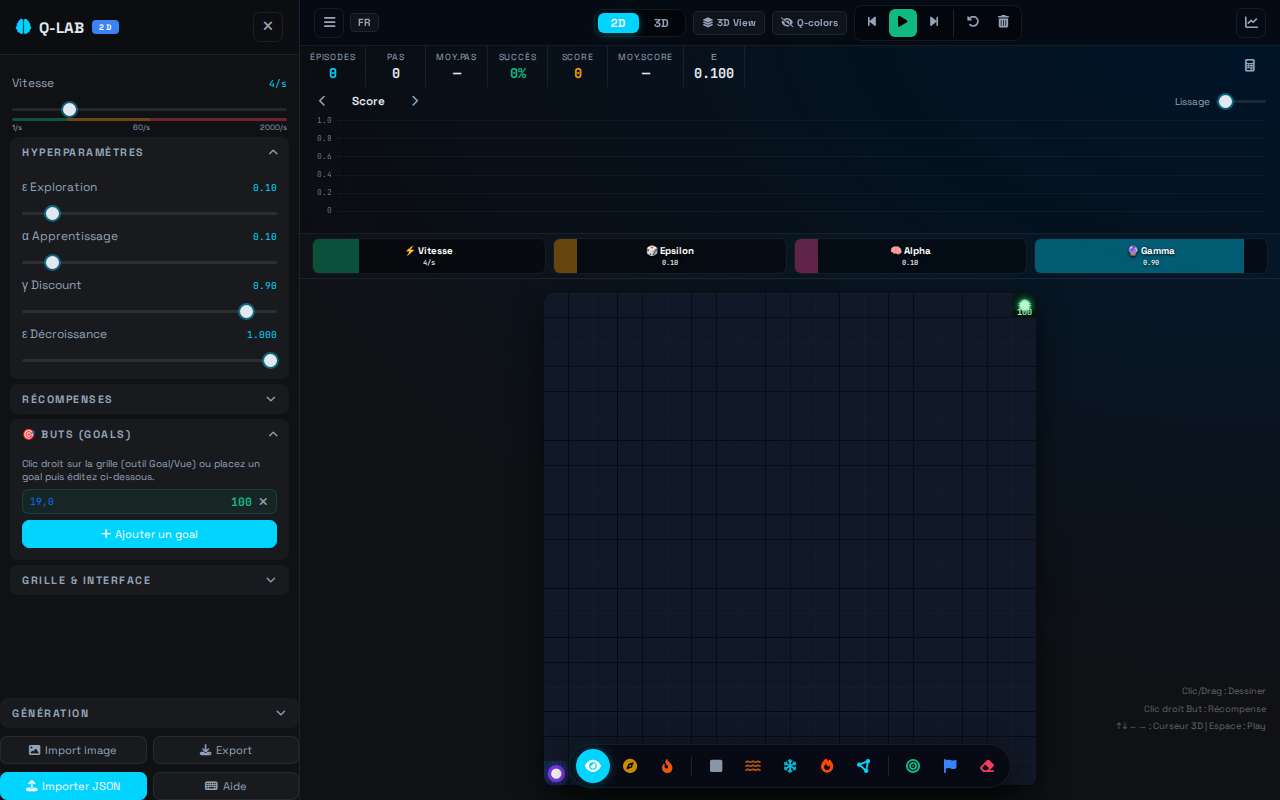 Q-LAB 2D
FR
2D 3D 3D View Q-colors
Vitesse 4/s
1/s 60/s 2000/s
HYPERPARAMÈTRES
ε Exploration 0.10
α Apprentissage 0.10
γ Discount 0.90
ε Décroissance 1.000
RÉCOMPENSES
🎯 BUTS (GOALS)
Clic droit sur la grille (outil Goal/Vue) ou placez un
goal puis éditez ci-dessous.
19,0 100 ✕
+ Ajouter un goal
GRILLE & INTERFACE
GÉNÉRATION
Import image Export
Importer JSON Aide
ÉPISODES PAS MOY.PAS SUCCÈS SCORE MOY.SCORE Ε
0 0 — 0% 0 — 0.100
Score Lissage
1.0
0.8
0.6
0.4
0.2
0
⚡ Vitesse
4/s
🎲 Epsilon
0.10
🧠 Alpha
0.10
🔮 Gamma
0.90
100
Clic/Drag : Dessiner
Clic droit But : Récompense
↑↓←→ : Curseur 3D | Espace : Play